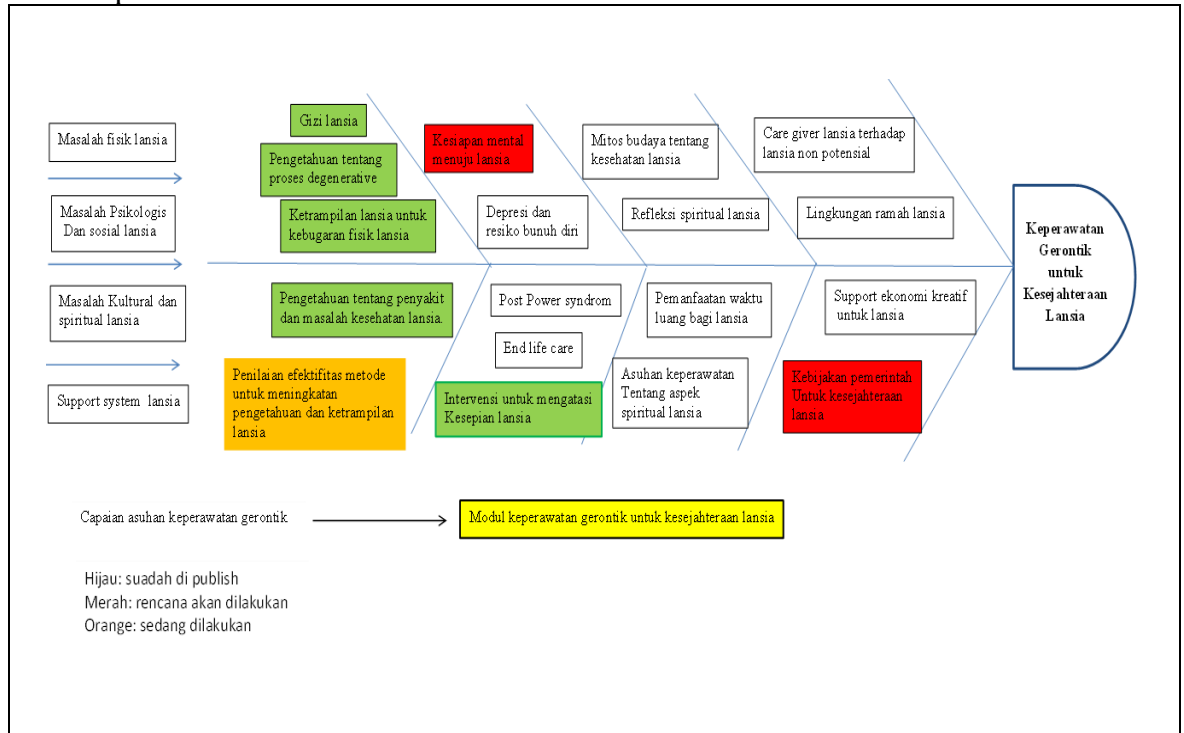 Masalah fisik lansia
Masalah Psikologis
Dan sosial lansia
Masalah Kultural dan
spiritual lansia
Support system lansia
Gizi lansia
Pengetahuan tentang
proses degenerative
Ketrampilan lansia untuk
kebugaran fisik lansia
Pengetahuan tentang penyakit
dan masalah kesehatan lansia.
Penilaian efektifitas metode
untuk meningkatan
pengetahuan dan ketrampilan
lansia
Kesiapan mental
menuju lansia
Depresi dan
resiko bunuh diri
Post Power syndrom
End life care
Intervensi untuk mengatasi
Kesepian lansia
Mitos budaya tentang
kesehatan lansia
Refleksi spiritual lansia
Pemanfaatan waktu
luang bagi lansia
Asuhan keperawatan
Tentang aspek
spiritual lansia
Care giver lansia terhadap
lansia non potensial
Lingkungan ramah lansia
Support ekonomi kreatif
untuk lansia
Kebijakan pemerintah
Untuk kesejahteraan
lansia
Keperawatan
Gerontik
untuk
Kesejahteraan
Lansia
Capaian asuhan keperawatan gerontik
Modul keperawatan gerontik untuk kesejahteraan lansia
Hijau: suadah di publish
Merah: rencana akan dilakukan
Orange: sedang dilakukan